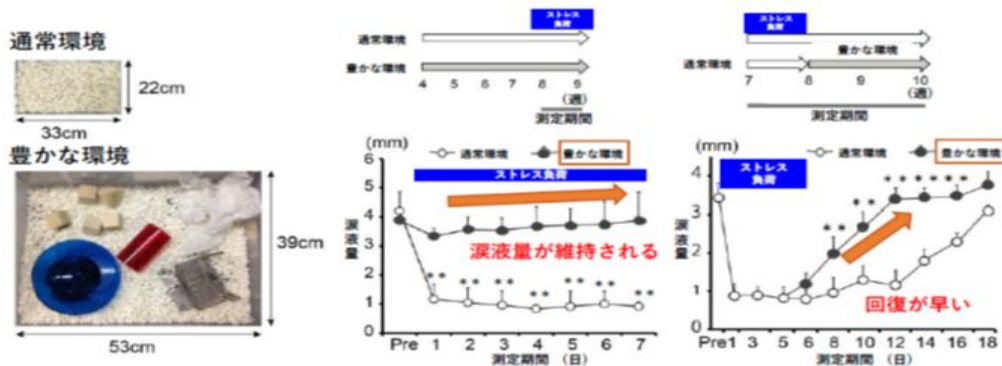 通常環境
22cm
33cm
豊かな環境
39cm
53cm
ストレス
負荷
通常環境
豊かな環境
4 5 6 7 8 9
(週)
測定期間
(mm)
通常環境 豊かな環境
ストレス負荷
涙液量
6
5
4
3
2
1
0
涙液量が維持される
** ** ** ** ** ** **
Pre 1 2 3 4 5 6 7
測定期間 (日)
ストレス
負荷
豊かな環境
通常環境
7 8 9 10
(週)
測定期間
(mm)
通常環境 豊かな環境
ストレス
負荷
涙液量
4
3
2
1
0
** ** ** ** **
回復が早い
Pre1 3 5 6 8 10 12 14 16 18
測定期間 (日)